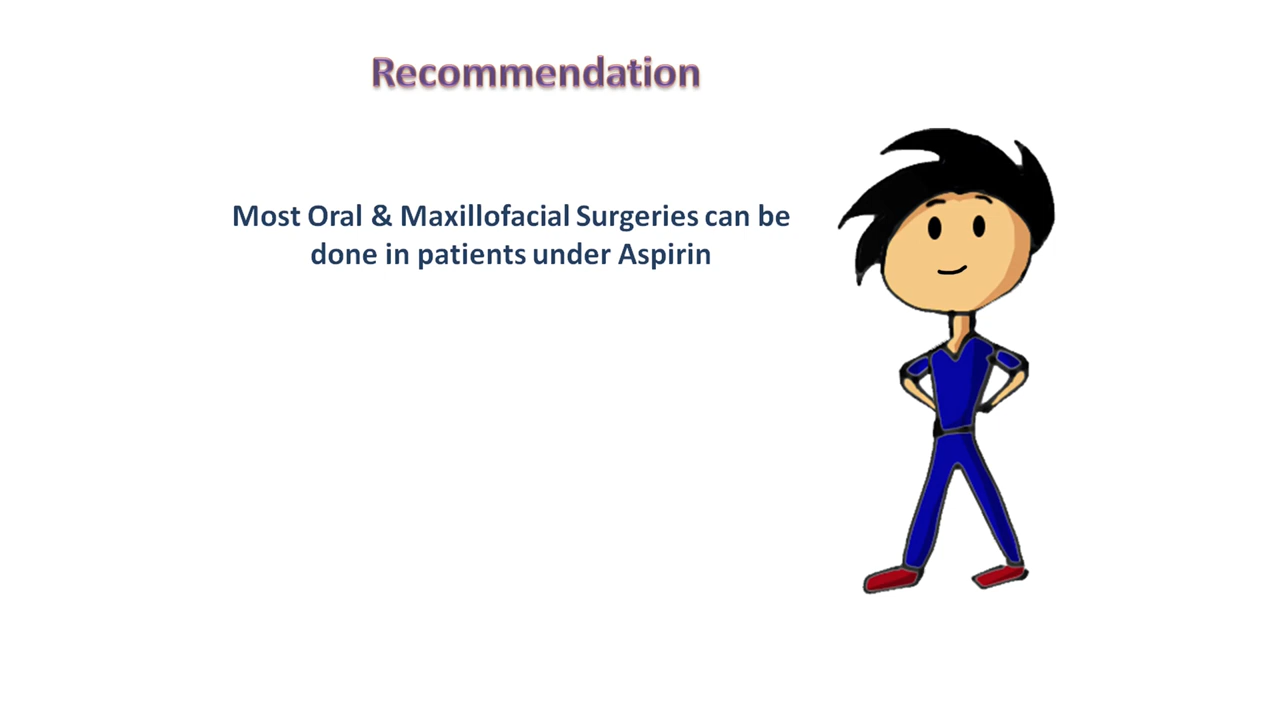 Recommendation
Most Oral & Maxillofacial Surgeries can be
done in patients under Aspirin